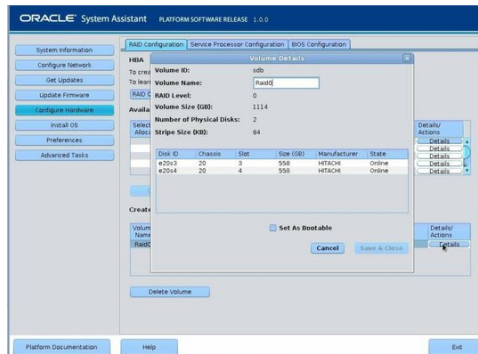 ORACLE® System Assistant PLATFORM SOFTWARE RELEASE 1.0.0
System Information
Configure Network
Get Updates
Update Firmware
Configure Hardware
Install OS
Preferences
Advanced Tasks
RAID Configuration Service Processor Configuration BIOS Configuration
HBA
To crea
To lear
RAID C
Availa
Select
Alloc
Details/
Actions
Details
Details
Details
Details
Details
Volume Details
Volume ID: sdb
Volume Name: Raid0
RAID Level: 0
Volume Size (GB): 1114
Number of Physical Disks: 2
Stripe Size (KB): 64
Disk ID Chassis Slot Size (GB) Manufacturer State
e20s3 20 3 558 HITACHI Online
e20s4 20 4 558 HITACHI Online
Set As Bootable
Cancel Save & Close
Create
Volum
Name
Details/
Actions
Raid0
Details
Delete Volume
Platform Documentation Help Exit